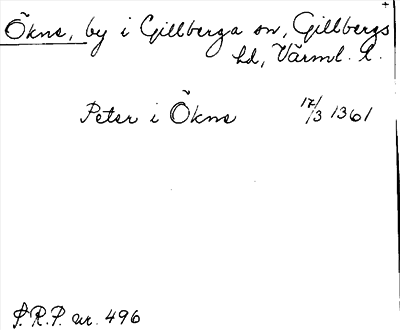 Ökne, by i Gillberga sn, Gillbergs
hd, Värml. l.
Peter i Ökne 17/3 1361
S.R.P. nr. 496